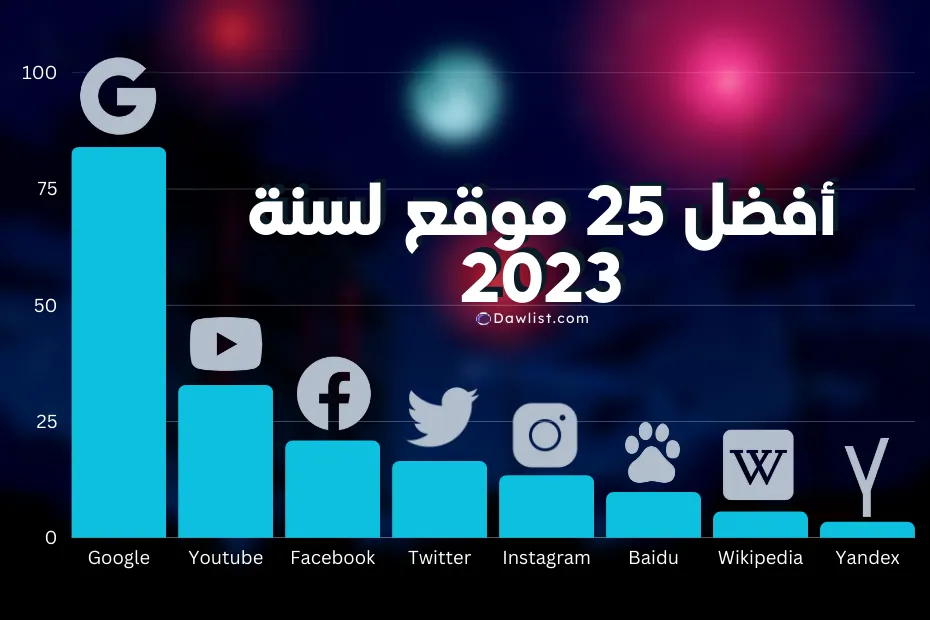 100
75
أفضل 25 موقع لسنة
2023
50
Dawlist.com
25
0
Google Youtube Facebook Twitter Instagram Baidu Wikipedia Yandex